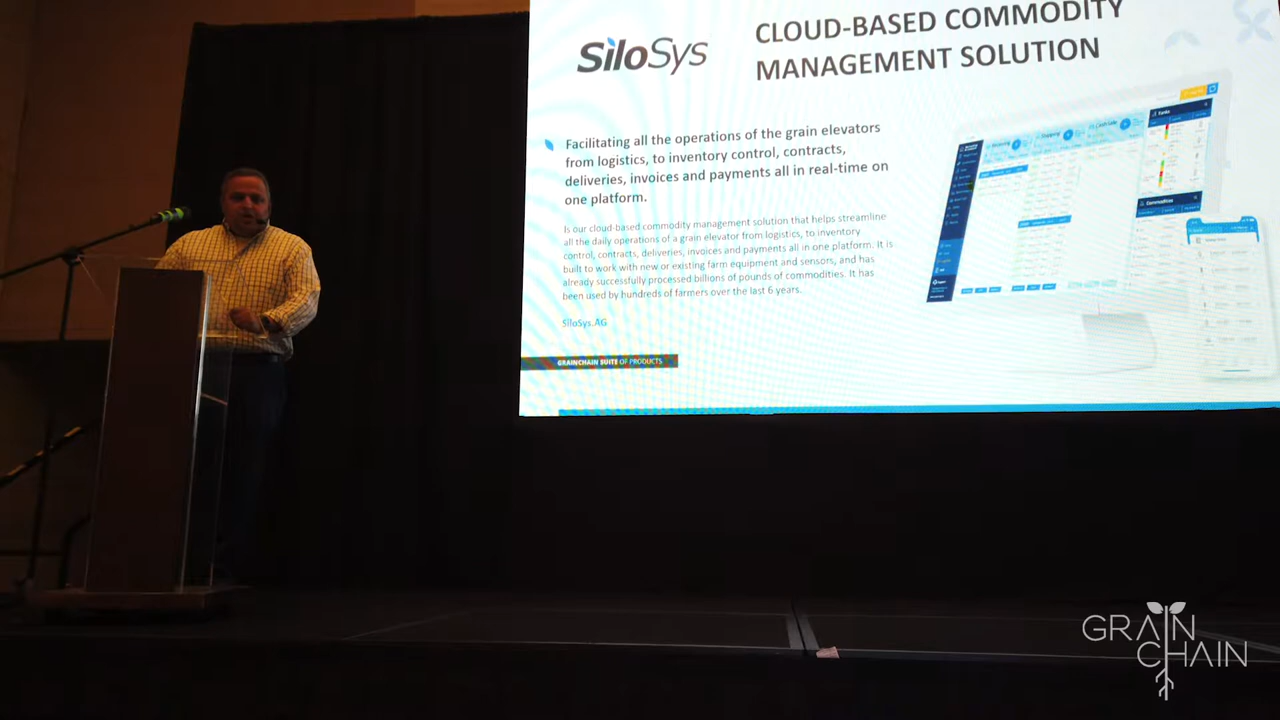 SiloSys
CLOUD-BASED COMMODITY
MANAGEMENT SOLUTION
Facilitating all the operations of the grain elevators
from logistics, to inventory control, contracts,
deliveries, invoices and payments all in real-time on
one platform.
Is our cloud-based commodity management solution that helps streamline
all the daily operations of a grain elevator from logistics, to inventory
control, contracts, deliveries, invoices and payments all in one platform. It is
built to work with new or existing farm equipment and sensors, and has
already successfully processed billions of pounds of commodities. It has
been used by hundreds of farmers over the last 6 years.
SiloSys.AG
GRAINCHAIN SUITE OF PRODUCTS
Commodities
GRAIN
CHAIN